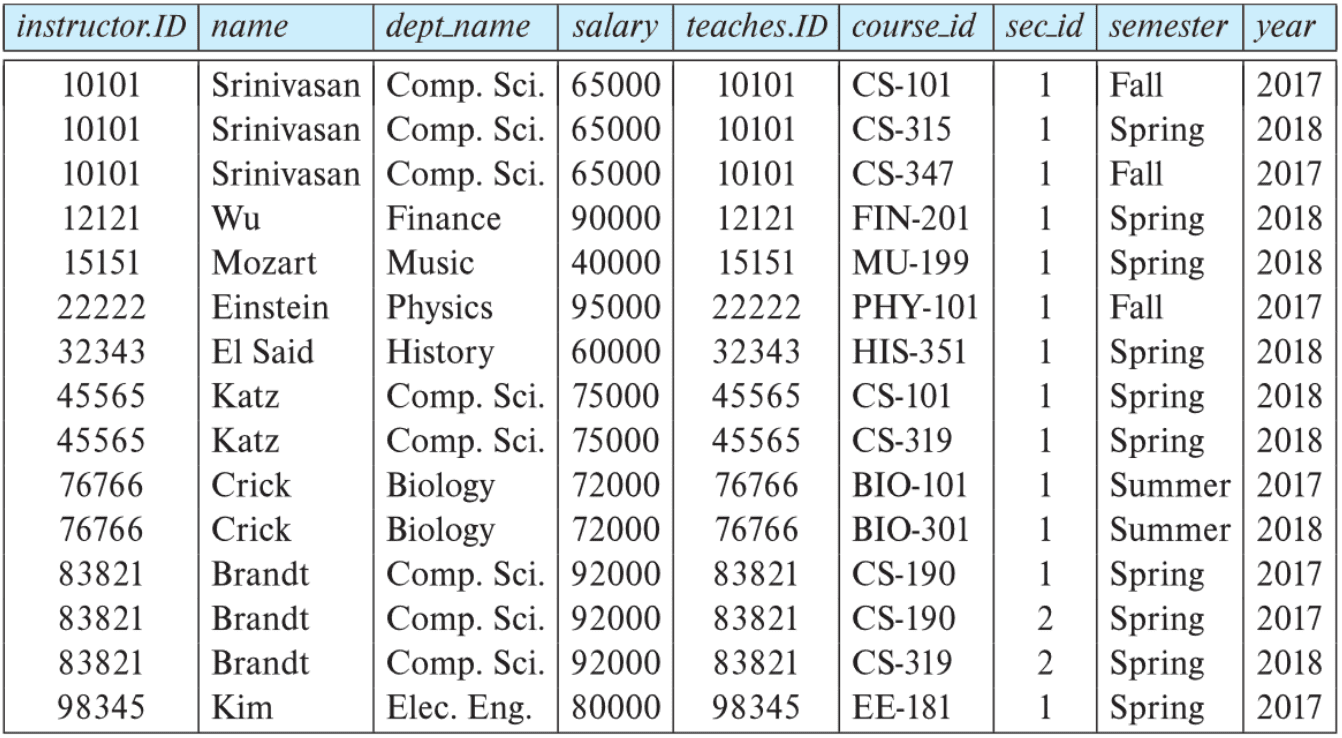 instructor.ID name dept_name salary teaches.ID course_id sec_id semester year
10101 Srinivasan Comp. Sci. 65000 10101 CS-101 1 Fall 2017
10101 Srinivasan Comp. Sci. 65000 10101 CS-315 1 Spring 2018
10101 Srinivasan Comp. Sci. 65000 10101 CS-347 1 Fall 2017
12121 Wu Finance 90000 12121 FIN-201 1 Spring 2018
15151 Mozart Music 40000 15151 MU-199 1 Spring 2018
22222 Einstein Physics 95000 22222 PHY-101 1 Fall 2017
32343 El Said History 60000 32343 HIS-351 1 Spring 2018
45565 Katz Comp. Sci. 75000 45565 CS-101 1 Spring 2018
45565 Katz Comp. Sci. 75000 45565 CS-319 1 Spring 2018
76766 Crick Biology 72000 76766 BIO-101 1 Summer 2017
76766 Crick Biology 72000 76766 BIO-301 1 Summer 2018
83821 Brandt Comp. Sci. 92000 83821 CS-190 1 Spring 2017
83821 Brandt Comp. Sci. 92000 83821 CS-190 2 Spring 2017
83821 Brandt Comp. Sci. 92000 83821 CS-319 2 Spring 2018
98345 Kim Elec. Eng. 80000 98345 EE-181 1 Spring 2017